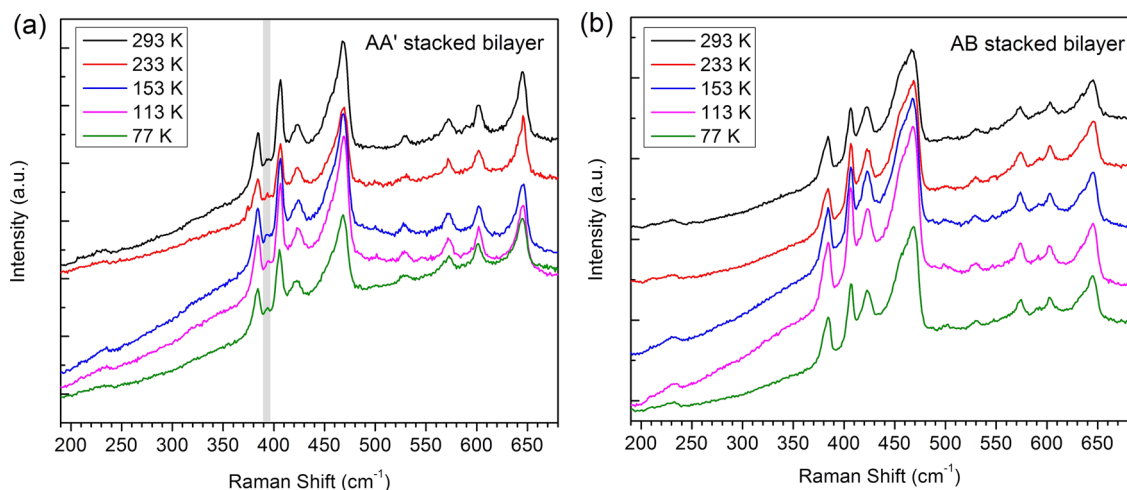 (a)
293 K
233 K
153 K
113 K
77 K
AA' stacked bilayer
Intensity (a.u.)
200 250 300 350 400 450 500 550 600 650
Raman Shift (cm⁻¹)
(b)
293 K
233 K
153 K
113 K
77 K
AB stacked bilayer
Intensity (a.u.)
200 250 300 350 400 450 500 550 600 650
Raman Shift (cm⁻¹)